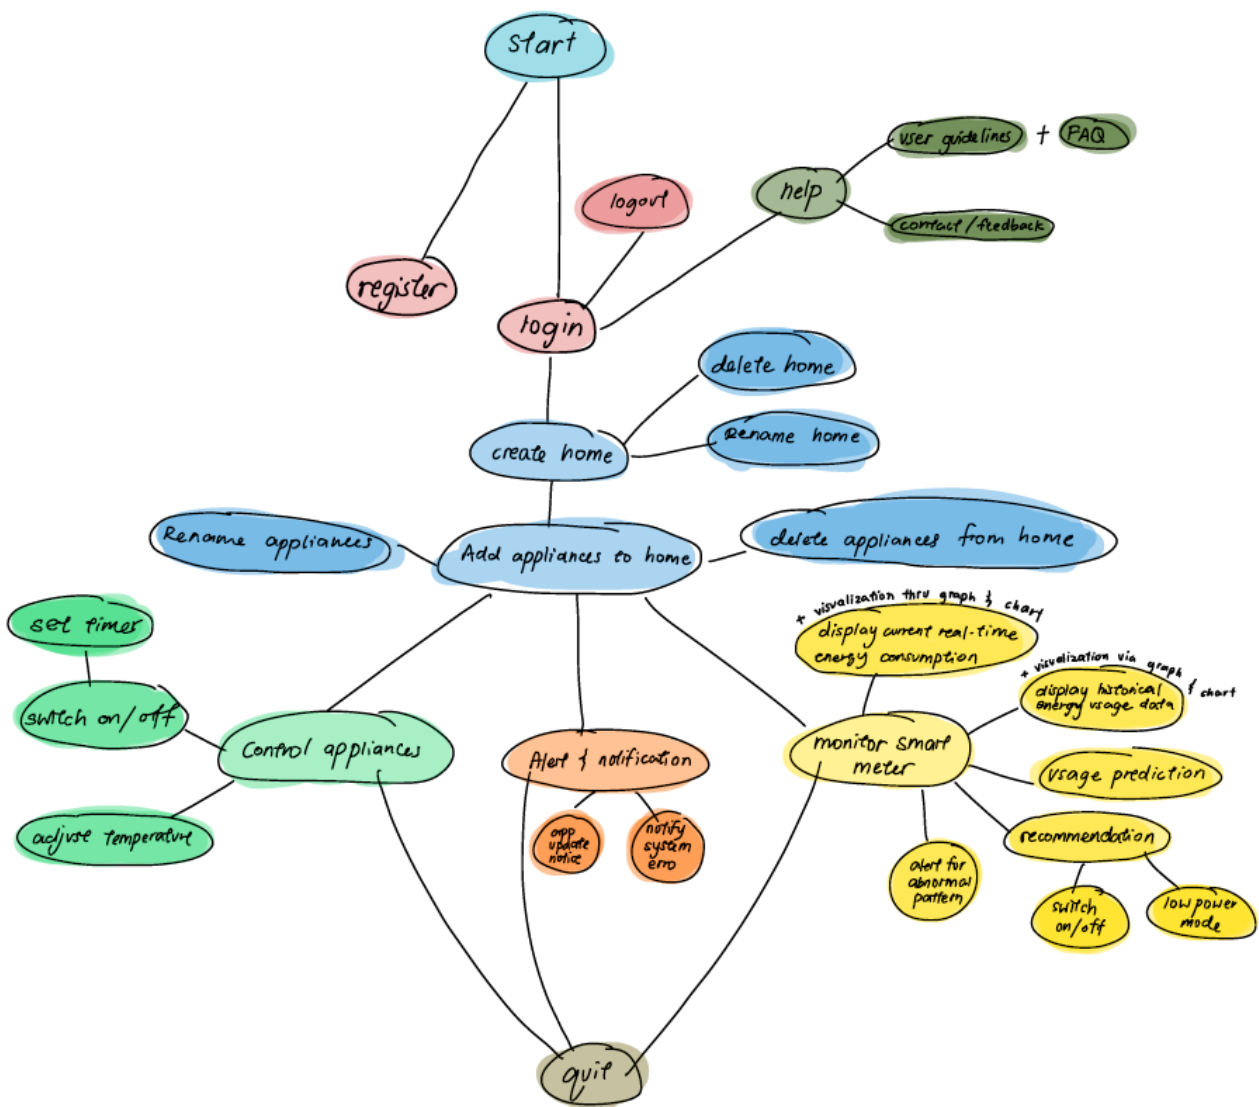 start
user guidelines + FAQ
help
logout
contact/feedback
register
login
delete home
Rename home
create home
Rename appliances
Add appliances to home
delete appliances from home
set timer
+ visualization thru graph & chart
display current real-time
energy consumption
+ visualization via graph & chart
display historical
energy usage data
switch on/off
Control appliances
Alert & notification
monitor smart
meter
usage prediction
adjust temperature
app
update
notice
notify
system
erro
recommendation
alert for
abnormal
pattern
switch
on/off
low power
mode
quit